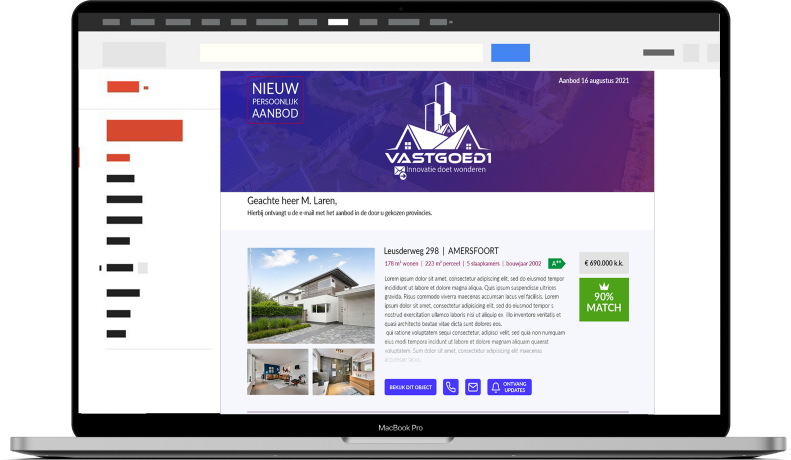 NIEUW
PERSOONLIJK
AANBOD
Aanbod 16 augustus 2021
VASTGOED1
Innovatie doet wonderen
Geachte heer M. Laren,
Hierbij ontvangt u de e-mail met het aanbod in de door u gekozen provincies.
Leusderweg 298 | AMERSFOORT
178 m² wonen | 223 m² perceel | 5 slaapkamers | bouwjaar 2002
A++
€ 690.000 k.k.
90%
MATCH
Lorem ipsum dolor sit amet, consectetur adipiscing elit, sed do eiusmod tempor
incididunt ut labore et dolore magna aliqua. Quis ipsum suspendisse ultrices
gravida. Risus commodo viverra maecenas accumsan lacus vel facilisis. Lorem
ipsum dolor sit amet, consectetur adipiscing elit, sed do eiusmod tempor s
nostrud exercitation ullamco laboris nisi ut aliquip ex illo inventore veritatis et
quasi architecto beatae vitae dicta sunt dolores eos.
qui ratione voluptatem sequi consectetur, adipisci velit, sed quia non numquam
eius modi tempora incidunt ut labore et dolore magnam aliquam quaerat
voluptatem. Sum dolor sit amet, consectetur adipiscing elit maecenas
accumsan lacus.
BEKIJK DIT OBJECT
ONTVANG
UPDATES
MacBook Pro